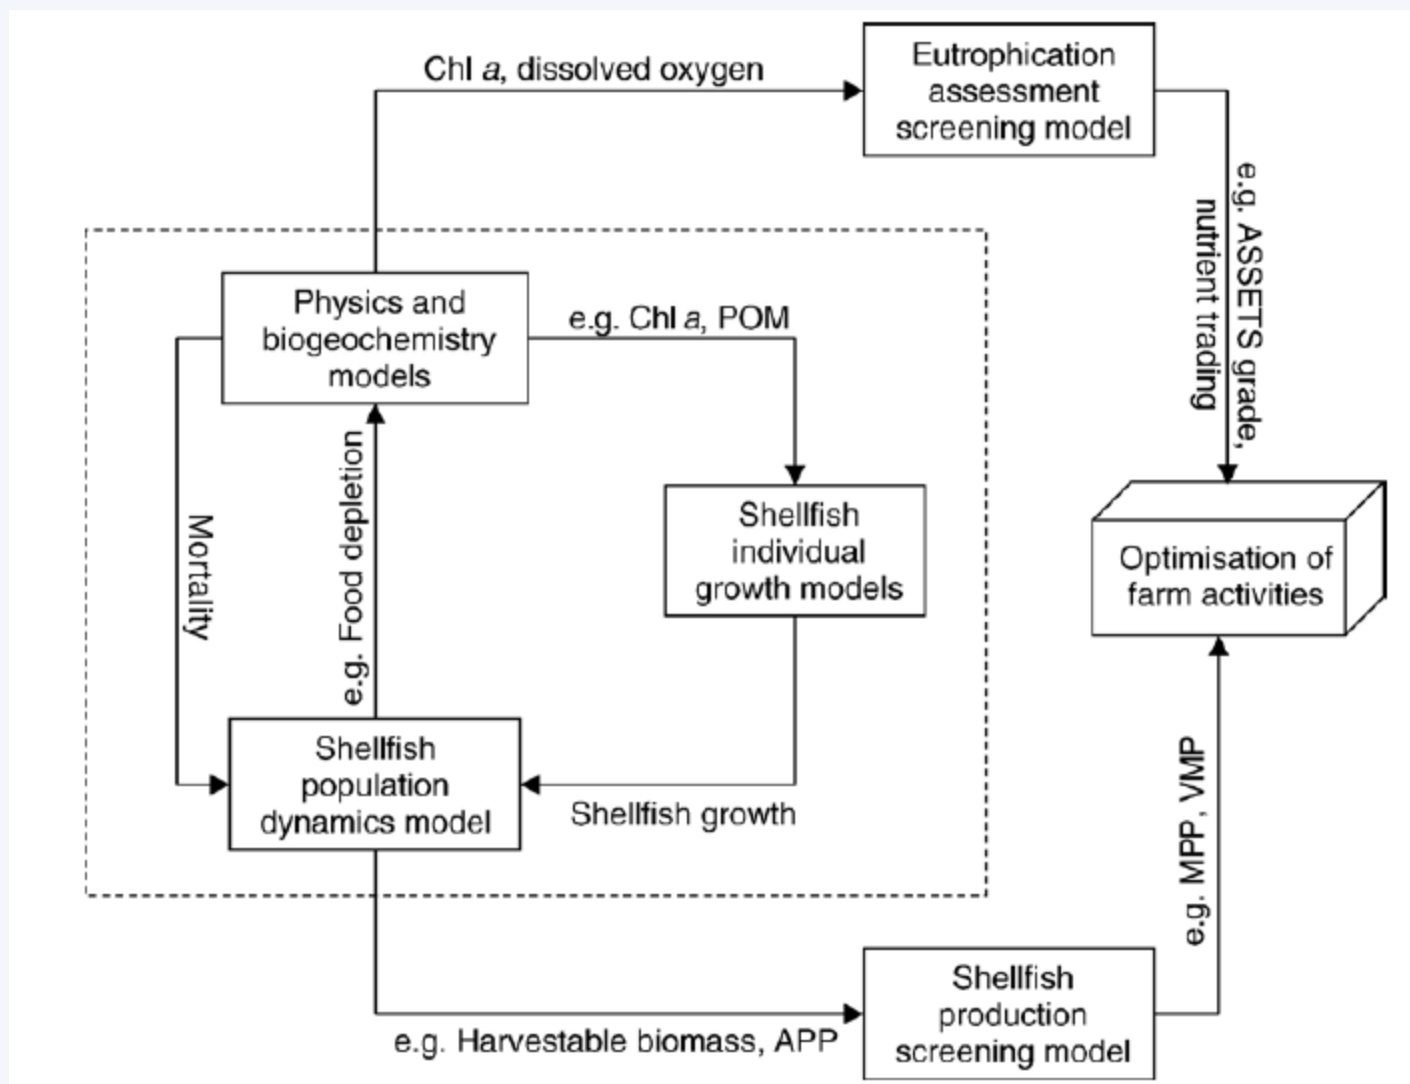 Chl a, dissolved oxygen
Eutrophication
assessment
screening model
e.g. ASSETS grade,
nutrient trading
Physics and
biogeochemistry
models
e.g. Chl a, POM
Mortality
e.g. Food depletion
Shellfish
individual
growth models
Optimisation of
farm activities
Shellfish
population
dynamics model
Shellfish growth
e.g. MPP, VMP
e.g. Harvestable biomass, APP
Shellfish
production
screening model